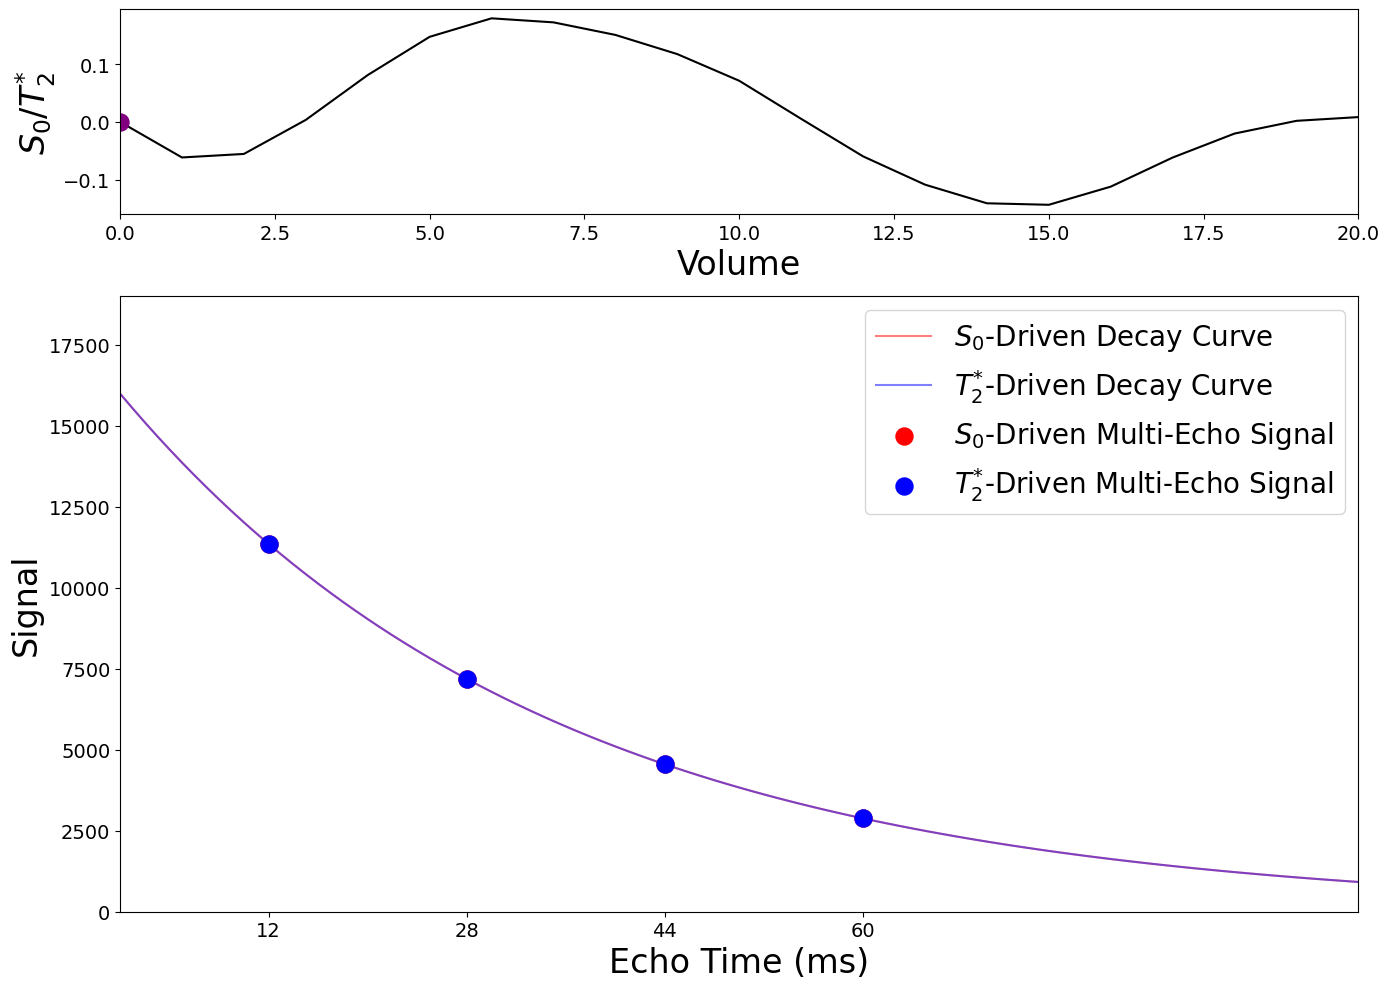 S₀/T₂*
0.1
0.0
−0.1
0.0 2.5 5.0 7.5 10.0 12.5 15.0 17.5 20.0
Volume
Signal
17500
15000
12500
10000
7500
5000
2500
0
S₀-Driven Decay Curve
T₂*-Driven Decay Curve
S₀-Driven Multi-Echo Signal
T₂*-Driven Multi-Echo Signal
12 28 44 60
Echo Time (ms)